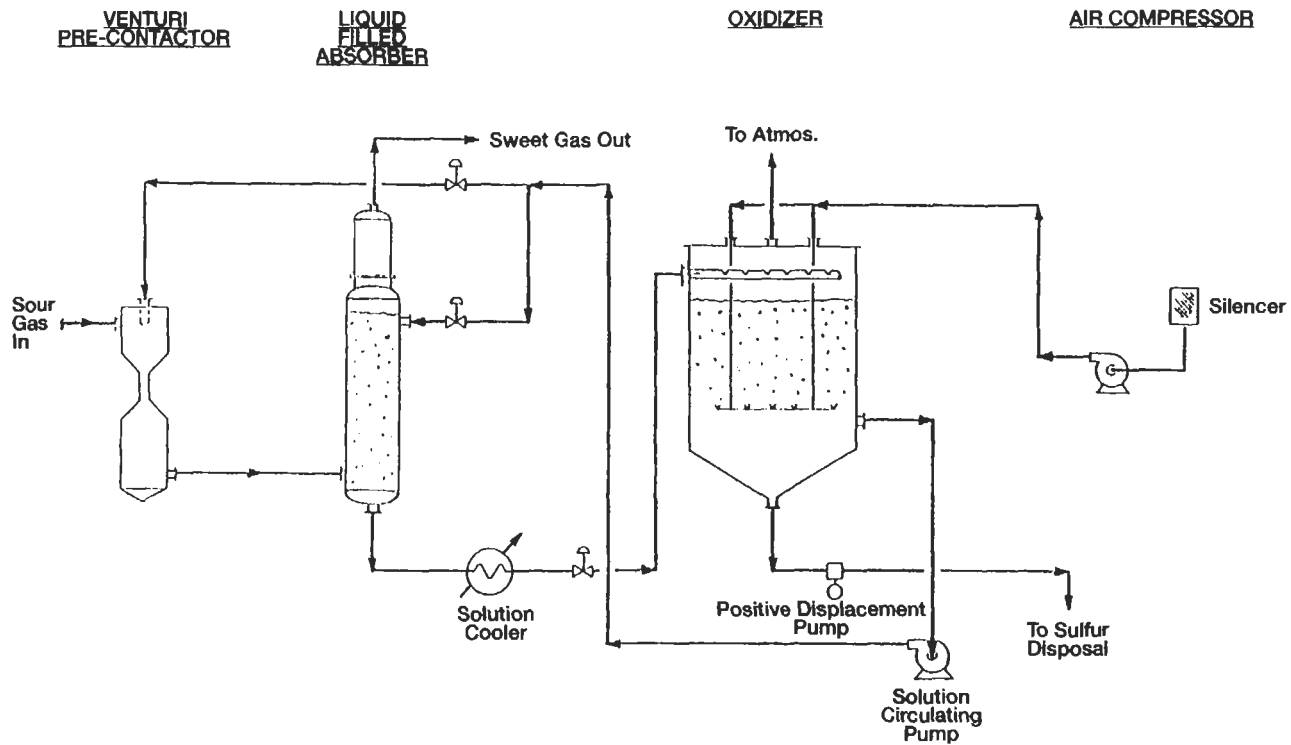 VENTURI
PRE-CONTACTOR
LIQUID
FILLED
ABSORBER
OXIDIZER
AIR COMPRESSOR
Sweet Gas Out
To Atmos.
Sour
Gas
In
Silencer
Solution
Cooler
Positive Displacement
Pump
To Sulfur
Disposal
Solution
Circulating
Pump